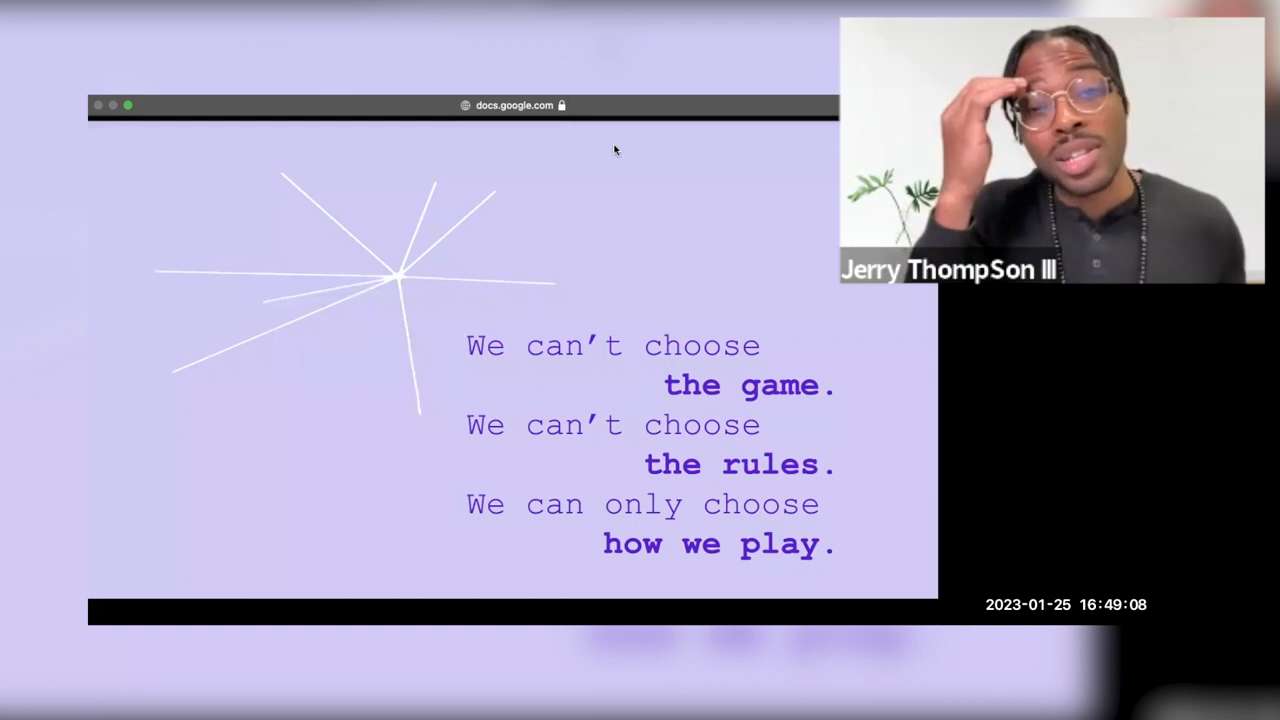 docs.google.com
Jerry ThompSon III
We can’t choose
the game.
We can’t choose
the rules.
We can only choose
how we play.
2023-01-25 16:49:08